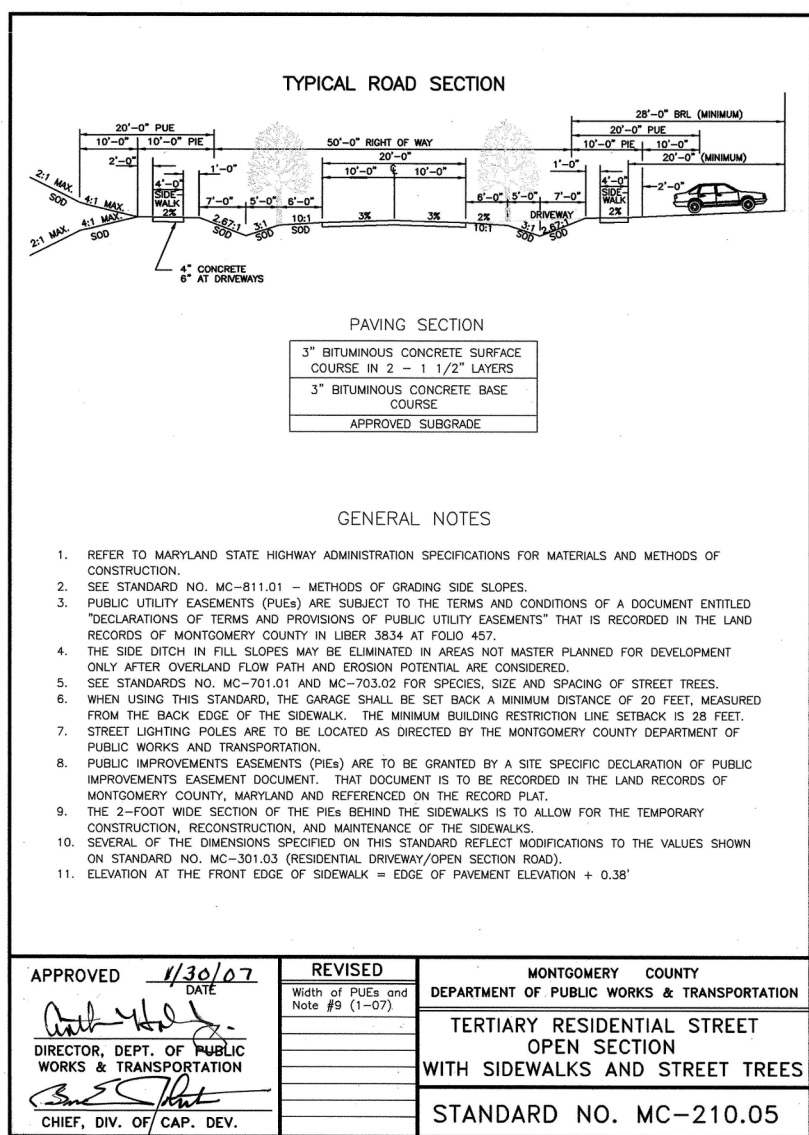 TYPICAL ROAD SECTION
28'-0" BRL (MINIMUM)
20'-0" PUE
20'-0" PUE
10'-0"
10'-0" PIE
50'-0" RIGHT OF WAY
10'-0" PIE
10'-0"
2'-0"
1'-0"
20'-0"
1'-0"
20'-0" (MINIMUM)
10'-0"
10'-0"
4'-0"
4'-0"
2'-0"
2:1 MAX.
SOD
4:1 MAX.
SIDE-
WALK
2%
7'-0"
5'-0"
6'-0"
6'-0"
5'-0"
7'-0"
SIDE-
WALK
2%
2:1 MAX.
4:1 MAX.
SOD
2.67:1
SOD
3:1
10:1
SOD
3%
3%
2%
10:1
DRIVEWAY
3:1
2.67:1
SOD
4" CONCRETE
6" AT DRIVEWAYS
PAVING SECTION
3" BITUMINOUS CONCRETE SURFACE
COURSE IN 2 - 1 1/2" LAYERS
3" BITUMINOUS CONCRETE BASE
COURSE
APPROVED SUBGRADE
GENERAL NOTES
1. REFER TO MARYLAND STATE HIGHWAY ADMINISTRATION SPECIFICATIONS FOR MATERIALS AND METHODS OF
CONSTRUCTION.
2. SEE STANDARD NO. MC-811.01 - METHODS OF GRADING SIDE SLOPES.
3. PUBLIC UTILITY EASEMENTS (PUEs) ARE SUBJECT TO THE TERMS AND CONDITIONS OF A DOCUMENT ENTITLED
"DECLARATIONS OF TERMS AND PROVISIONS OF PUBLIC UTILITY EASEMENTS" THAT IS RECORDED IN THE LAND
RECORDS OF MONTGOMERY COUNTY IN LIBER 3834 AT FOLIO 457.
4. THE SIDE DITCH IN FILL SLOPES MAY BE ELIMINATED IN AREAS NOT MASTER PLANNED FOR DEVELOPMENT
ONLY AFTER OVERLAND FLOW PATH AND EROSION POTENTIAL ARE CONSIDERED.
5. SEE STANDARDS NO. MC-701.01 AND MC-703.02 FOR SPECIES, SIZE AND SPACING OF STREET TREES.
6. WHEN USING THIS STANDARD, THE GARAGE SHALL BE SET BACK A MINIMUM DISTANCE OF 20 FEET, MEASURED
FROM THE BACK EDGE OF THE SIDEWALK. THE MINIMUM BUILDING RESTRICTION LINE SETBACK IS 28 FEET.
7. STREET LIGHTING POLES ARE TO BE LOCATED AS DIRECTED BY THE MONTGOMERY COUNTY DEPARTMENT OF
PUBLIC WORKS AND TRANSPORTATION.
8. PUBLIC IMPROVEMENTS EASEMENTS (PIEs) ARE TO BE GRANTED BY A SITE SPECIFIC DECLARATION OF PUBLIC
IMPROVEMENTS EASEMENT DOCUMENT. THAT DOCUMENT IS TO BE RECORDED IN THE LAND RECORDS OF
MONTGOMERY COUNTY, MARYLAND AND REFERENCED ON THE RECORD PLAT.
9. THE 2-FOOT WIDE SECTION OF THE PIEs BEHIND THE SIDEWALKS IS TO ALLOW FOR THE TEMPORARY
CONSTRUCTION, RECONSTRUCTION, AND MAINTENANCE OF THE SIDEWALKS.
10. SEVERAL OF THE DIMENSIONS SPECIFIED ON THIS STANDARD REFLECT MODIFICATIONS TO THE VALUES SHOWN
ON STANDARD NO. MC-301.03 (RESIDENTIAL DRIVEWAY/OPEN SECTION ROAD).
11. ELEVATION AT THE FRONT EDGE OF SIDEWALK = EDGE OF PAVEMENT ELEVATION + 0.38'
APPROVED 1/30/07
DATE
DIRECTOR, DEPT. OF PUBLIC
WORKS & TRANSPORTATION
CHIEF, DIV. OF CAP. DEV.
REVISED
Width of PUEs and
Note #9 (1-07)
MONTGOMERY COUNTY
DEPARTMENT OF PUBLIC WORKS & TRANSPORTATION
TERTIARY RESIDENTIAL STREET
OPEN SECTION
WITH SIDEWALKS AND STREET TREES
STANDARD NO. MC-210.05